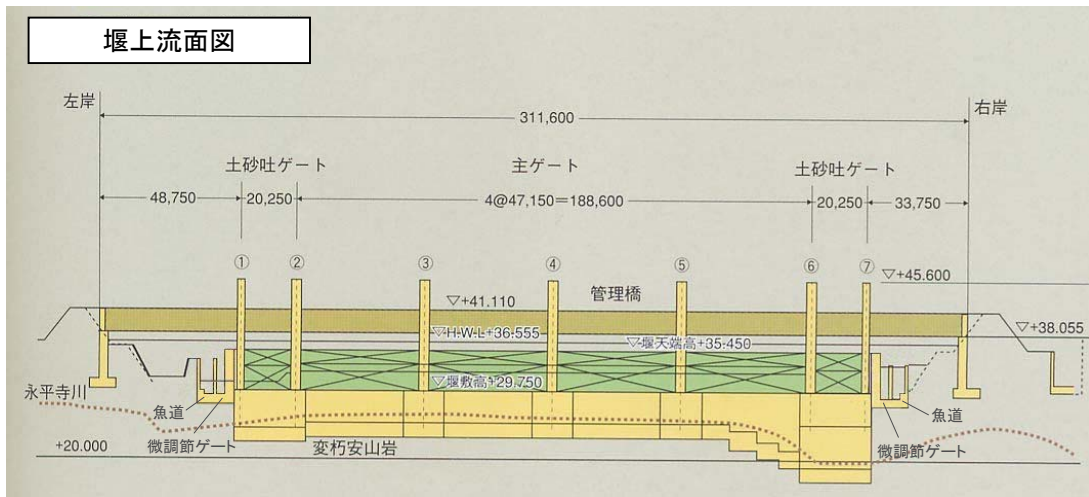 堰上流面図
左岸
右岸
311,600
土砂吐ゲート
主ゲート
土砂吐ゲート
48,750
20,250
4@47,150＝188,600
20,250
33,750
①
②
③
④
⑤
⑥
⑦
▽+45.600
▽+41.110
管理橋
▽H.W.L+36.555
▽堰天端高+35.450
▽+38.055
▽堰敷高+29.750
永平寺川
魚道
魚道
微調節ゲート
微調節ゲート
+20.000
変朽安山岩